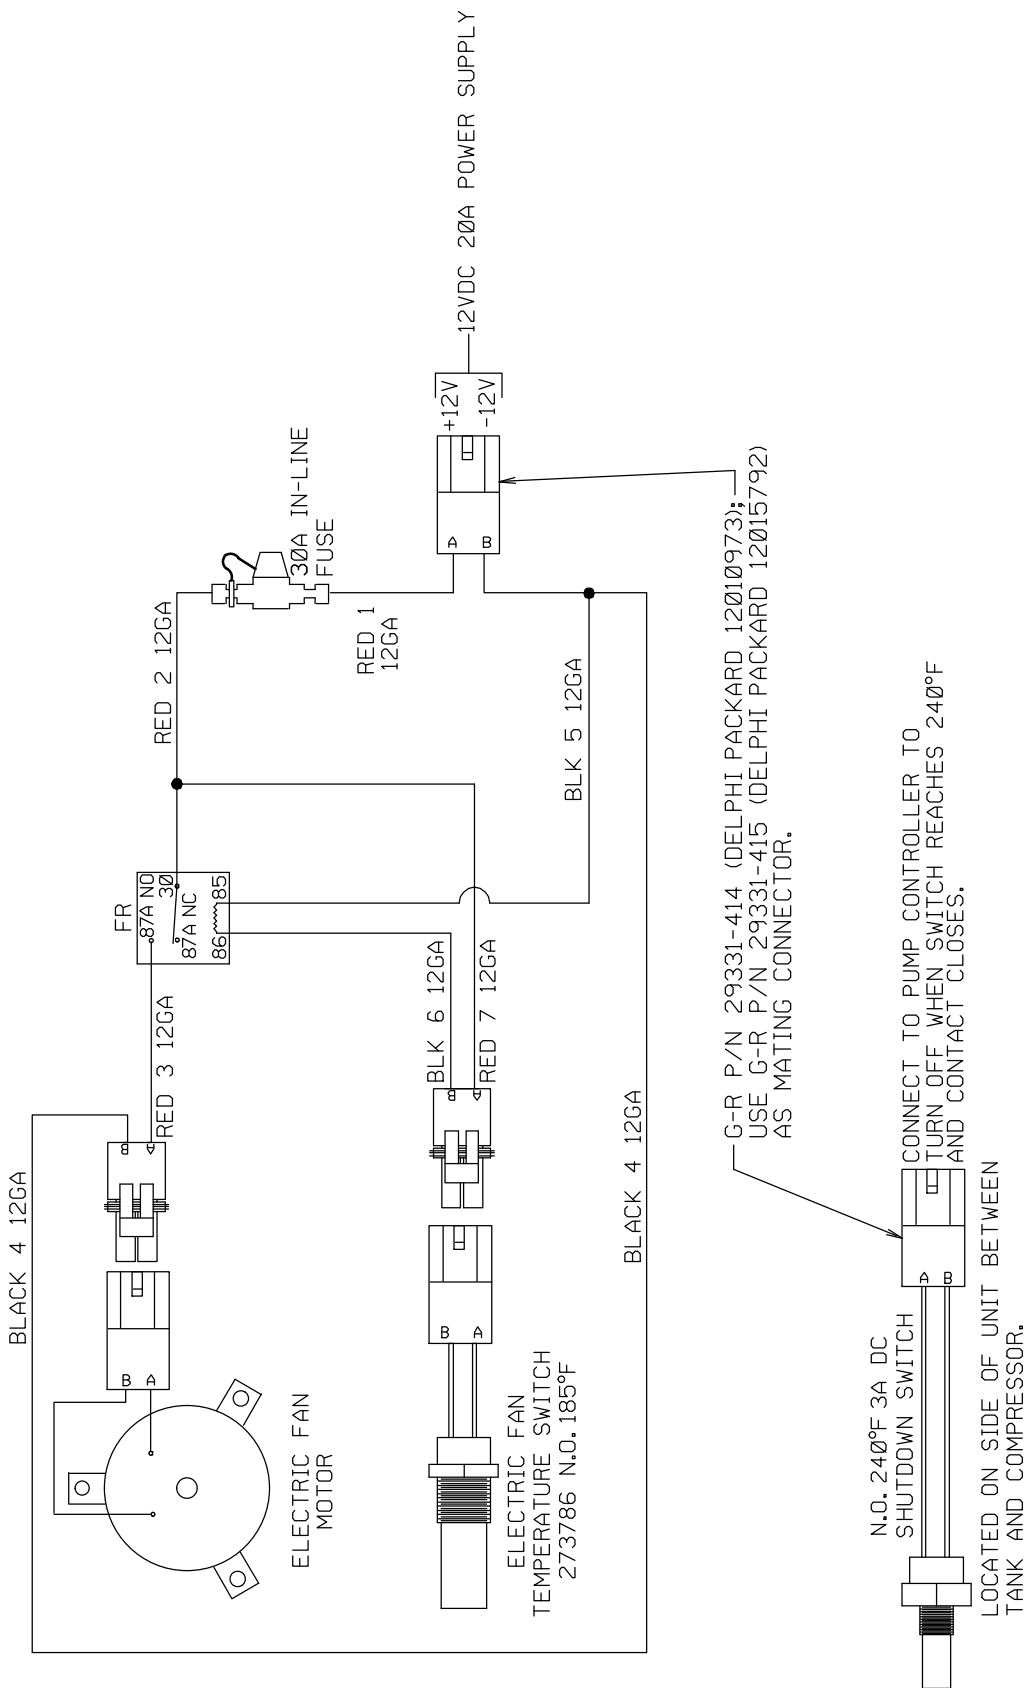 BLACK 4 12GA
B
A
B
A
ELECTRIC FAN
MOTOR
RED 3 12GA
FR
87A NO
30
87A NC
86
85
RED 2 12GA
30A IN-LINE
FUSE
RED 1
12GA
A
B
+12V
-12V
12VDC 20A POWER SUPPLY
BLK 6 12GA
RED 7 12GA
B
A
B
A
ELECTRIC FAN
TEMPERATURE SWITCH
273786 N.O. 185°F
BLK 5 12GA
BLACK 4 12GA
G-R P/N 29331-414 (DELPHI PACKARD 12010973);
USE G-R P/N 29331-415 (DELPHI PACKARD 12015792)
AS MATING CONNECTOR.
N.O. 240°F 3A DC
SHUTDOWN SWITCH
A
B
CONNECT TO PUMP CONTROLLER TO
TURN OFF WHEN SWITCH REACHES 240°F
AND CONTACT CLOSES.
LOCATED ON SIDE OF UNIT BETWEEN
TANK AND COMPRESSOR.